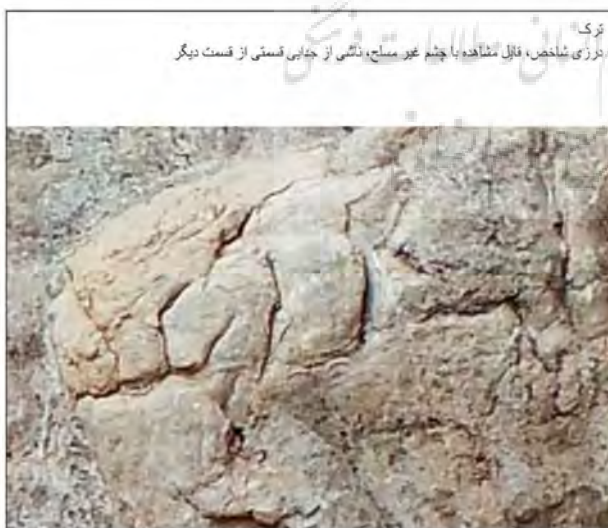 ترک
درزی شاخص، قابل مشاهده با چشم غیر مسلح، ناشی از جدایی قسمتی از قسمت دیگر